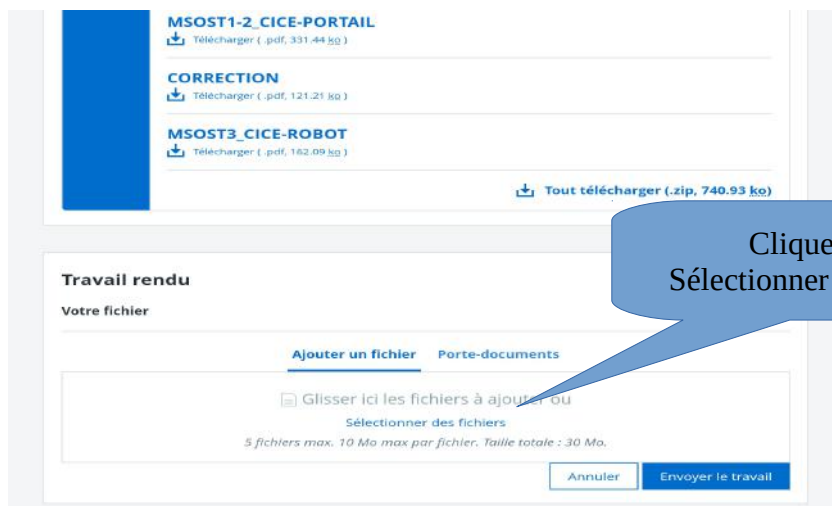 MSOST1-2_CICE-PORTAIL
Télécharger ( .pdf, 331.44 ko )
CORRECTION
Télécharger ( .pdf, 121.21 ko )
MSOST3_CICE-ROBOT
Télécharger ( .pdf, 162.09 ko )
Tout télécharger (.zip, 740.93 ko)
Clique
Sélectionner
Travail rendu
Votre fichier
Ajouter un fichier Porte-documents
Glisser ici les fichiers à ajouter ou
Sélectionner des fichiers
5 fichiers max. 10 Mo max par fichier. Taille totale : 30 Mo.
Annuler Envoyer le travail